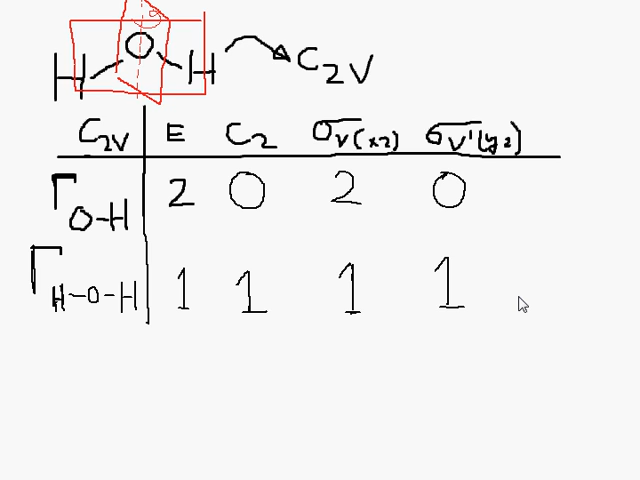 H O H C2V
C2V E C2 σv(xz) σv'(yz)
ΓO-H 2 0 2 0
ΓH-O-H 1 1 1 1